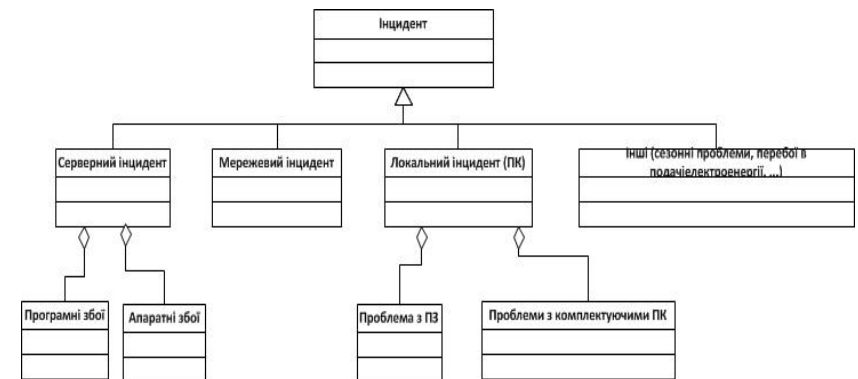 Інцидент
Серверний інцидент
Мережевий інцидент
Локальний інцидент (ПК)
Інші (сезонні проблеми, перебої в
подачіелектроенергії, ...)
Програмні збої
Апаратні збої
Проблема з ПЗ
Проблеми з комплектуючими ПК